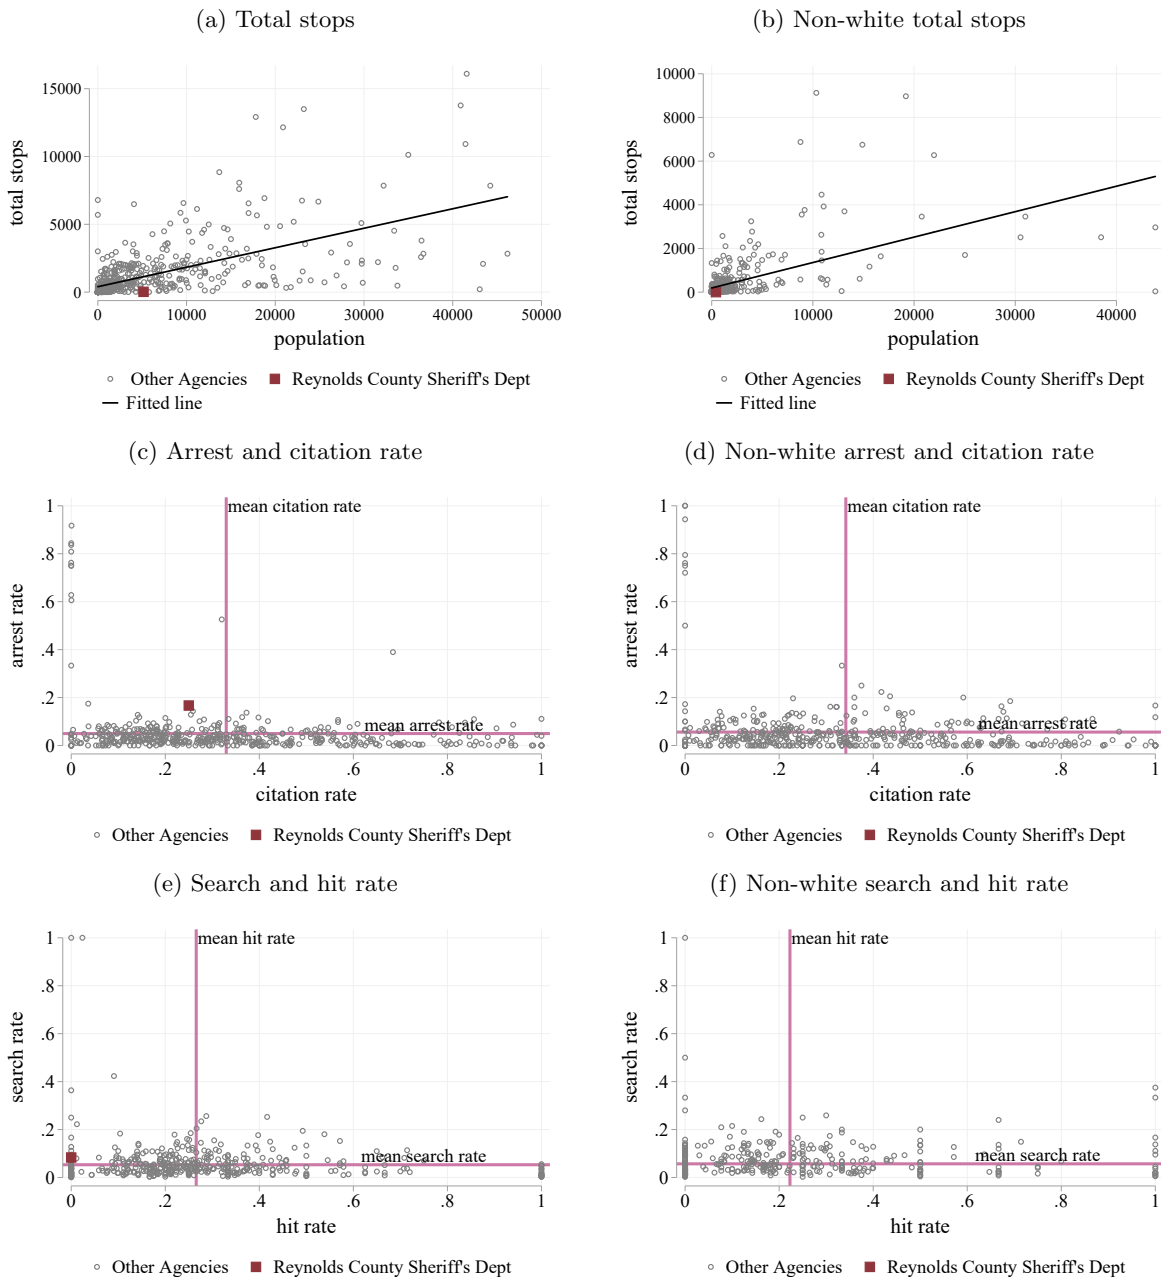 (a) Total stops
total stops
15000
10000
5000
0
0 10000 20000 30000 40000 50000
population
Other Agencies Reynolds County Sheriff's Dept
Fitted line
(b) Non-white total stops
total stops
10000
8000
6000
4000
2000
0
0 10000 20000 30000 40000
population
Other Agencies Reynolds County Sheriff's Dept
Fitted line
(c) Arrest and citation rate
arrest rate
1
.8
.6
.4
.2
0
mean citation rate
mean arrest rate
0 .2 .4 .6 .8 1
citation rate
Other Agencies Reynolds County Sheriff's Dept
(d) Non-white arrest and citation rate
arrest rate
1
.8
.6
.4
.2
0
mean citation rate
mean arrest rate
0 .2 .4 .6 .8 1
citation rate
Other Agencies Reynolds County Sheriff's Dept
(e) Search and hit rate
search rate
1
.8
.6
.4
.2
0
mean hit rate
mean search rate
0 .2 .4 .6 .8 1
hit rate
Other Agencies Reynolds County Sheriff's Dept
(f) Non-white search and hit rate
search rate
1
.8
.6
.4
.2
0
mean hit rate
mean search rate
0 .2 .4 .6 .8 1
hit rate
Other Agencies Reynolds County Sheriff's Dept